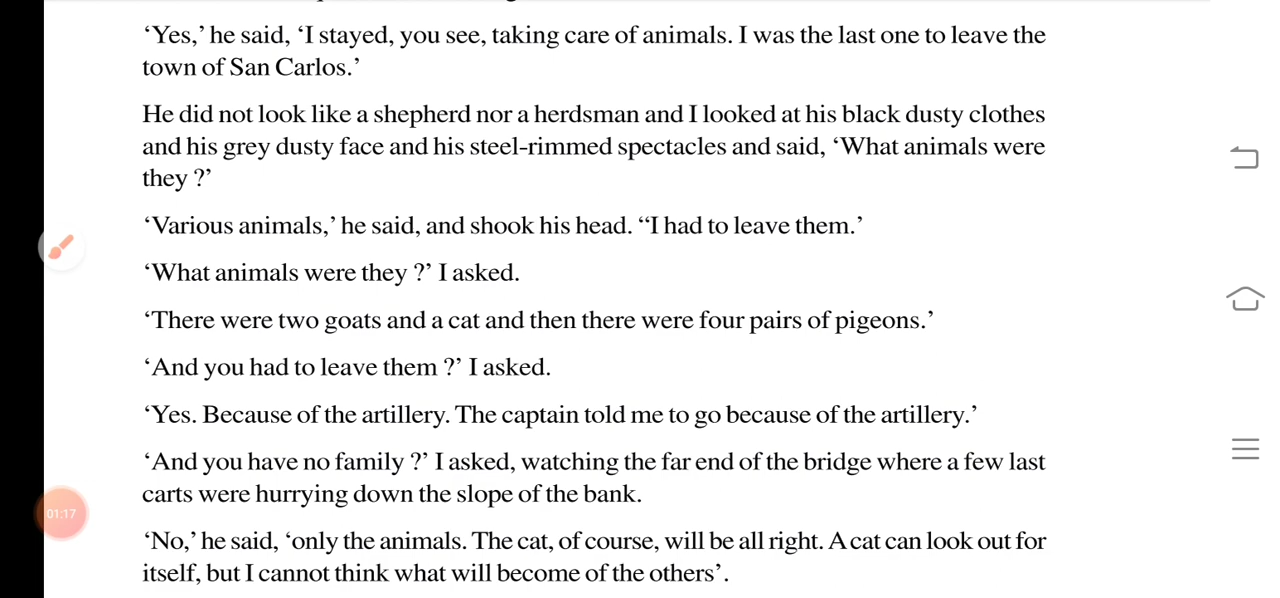 ‘Yes,’ he said, ‘I stayed, you see, taking care of animals. I was the last one to leave the
town of San Carlos.’
He did not look like a shepherd nor a herdsman and I looked at his black dusty clothes
and his grey dusty face and his steel-rimmed spectacles and said, ‘What animals were
they ?’
‘Various animals,’ he said, and shook his head. “I had to leave them.’
‘What animals were they ?’ I asked.
‘There were two goats and a cat and then there were four pairs of pigeons.’
‘And you had to leave them ?’ I asked.
‘Yes. Because of the artillery. The captain told me to go because of the artillery.’
‘And you have no family ?’ I asked, watching the far end of the bridge where a few last
carts were hurrying down the slope of the bank.
01:17
‘No,’ he said, ‘only the animals. The cat, of course, will be all right. A cat can look out for
itself, but I cannot think what will become of the others’.